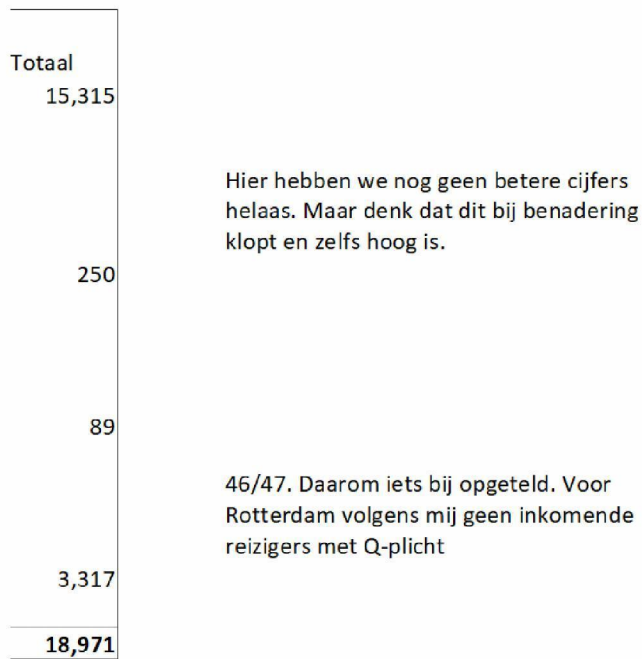 Totaal
15,315
Hier hebben we nog geen betere cijfers
helaas. Maar denk dat dit bij benadering
klopt en zelfs hoog is.
250
89
46/47. Daarom iets bij opgeteld. Voor
Rotterdam volgens mij geen inkomende
reizigers met Q-plicht
3,317
18,971